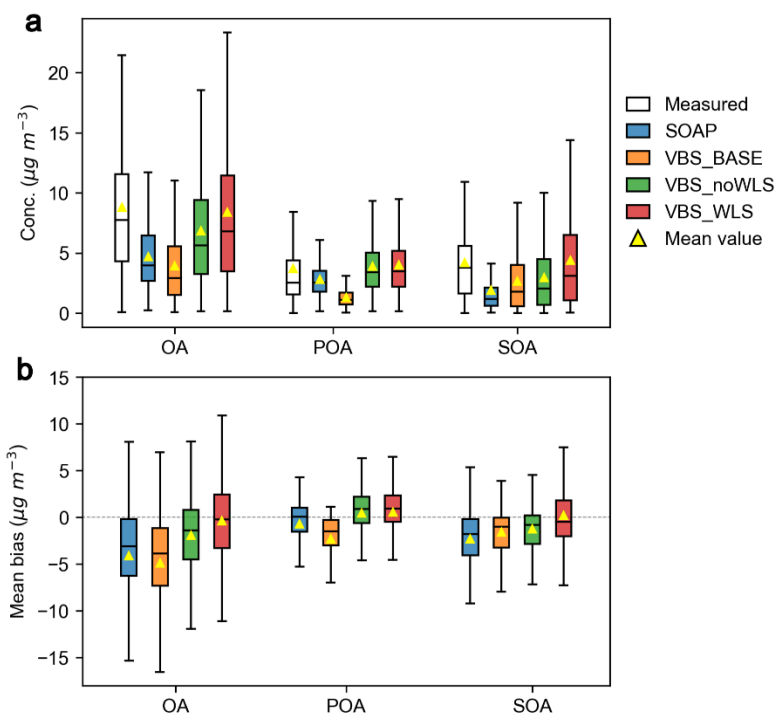 a
Conc. (μg m⁻³)
20
15
10
5
0
OA
POA
SOA
Measured
SOAP
VBS_BASE
VBS_noWLS
VBS_WLS
Mean value
b
Mean bias (μg m⁻³)
15
10
5
0
−5
−10
−15
OA
POA
SOA